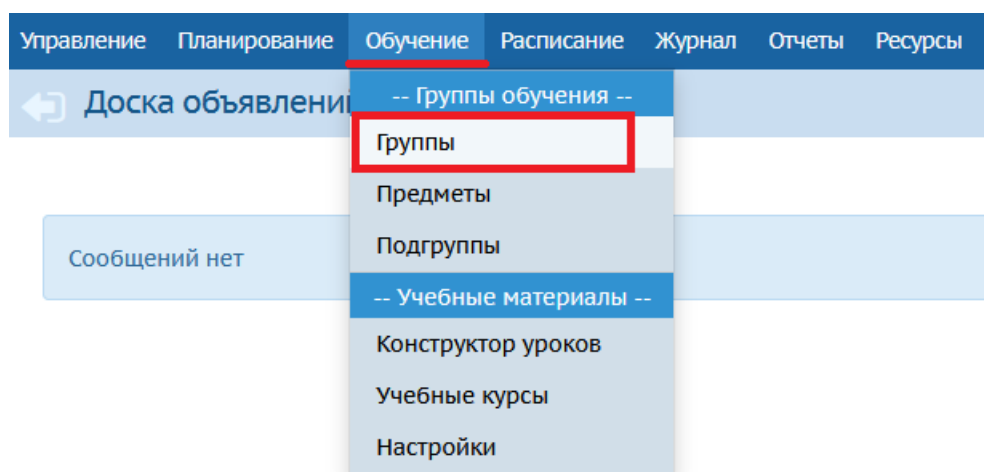 Управление Планирование Обучение Расписание Журнал Отчеты Ресурсы
Доска объявлений
-- Группы обучения --
Группы
Предметы
Подгруппы
Сообщений нет
-- Учебные материалы --
Конструктор уроков
Учебные курсы
Настройки